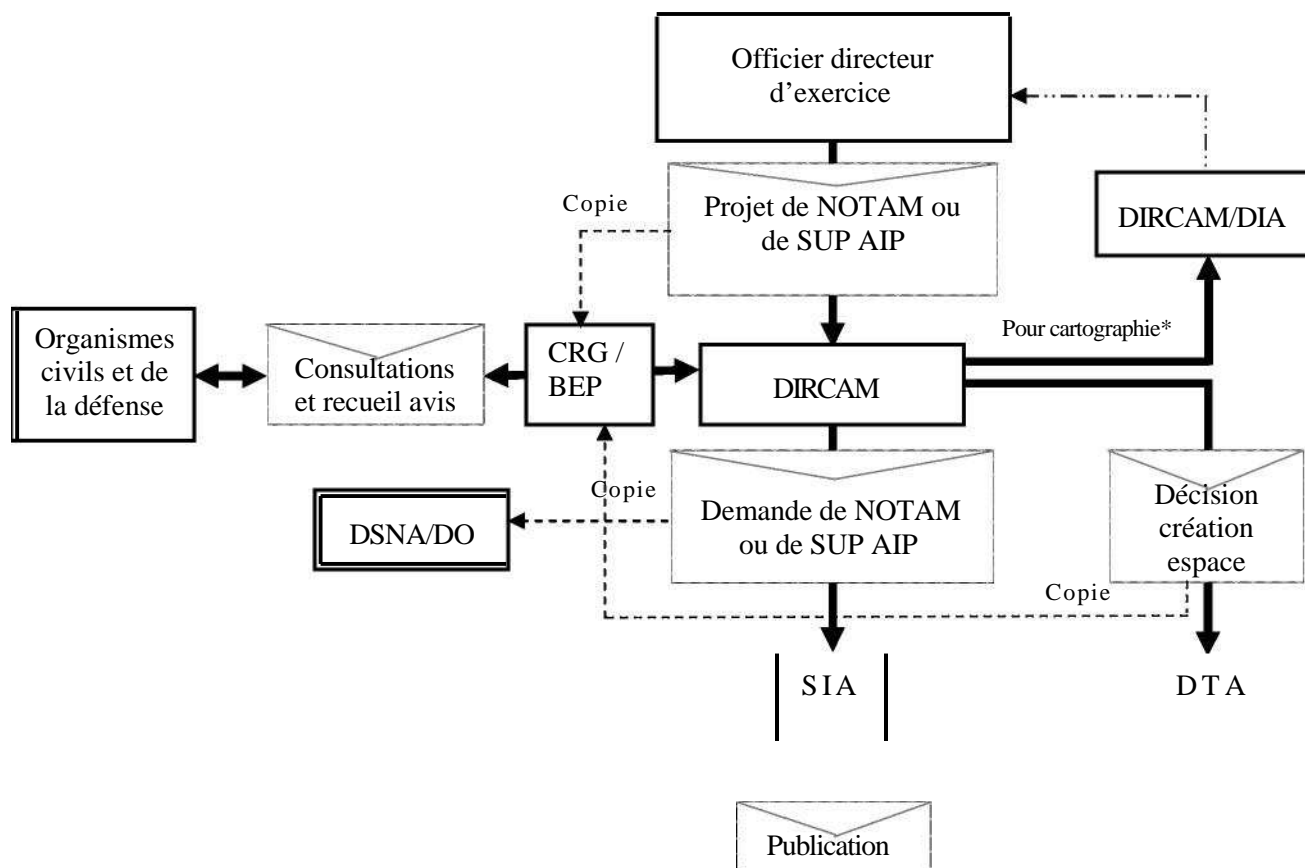 Officier directeur
d’exercice
Copie
Projet de NOTAM ou
de SUP AIP
DIRCAM/DIA
Organismes
civils et de
la défense
Consultations
et recueil avis
CRG /
BEP
DIRCAM
Pour cartographie*
Copie
DSNA/DO
Demande de NOTAM
ou de SUP AIP
Décision
création
espace
Copie
SIA
DTA
Publication